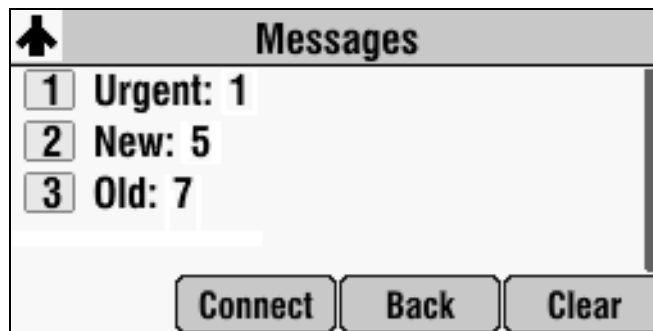 Messages
1 Urgent: 1
2 New: 5
3 Old: 7
Connect Back Clear